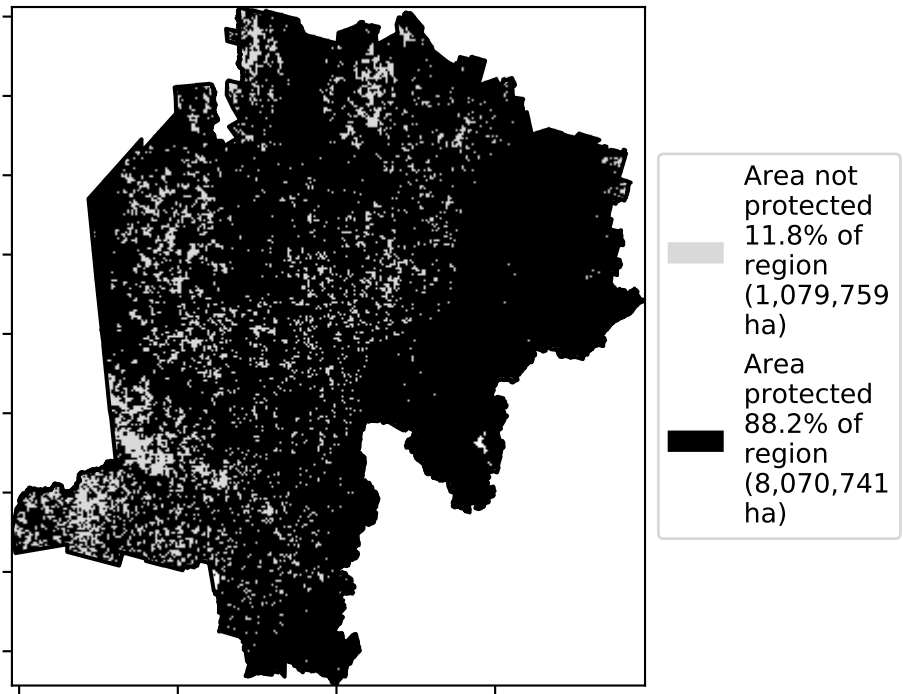 Area not
protected
11.8% of
region
(1,079,759
ha)
Area
protected
88.2% of
region
(8,070,741
ha)